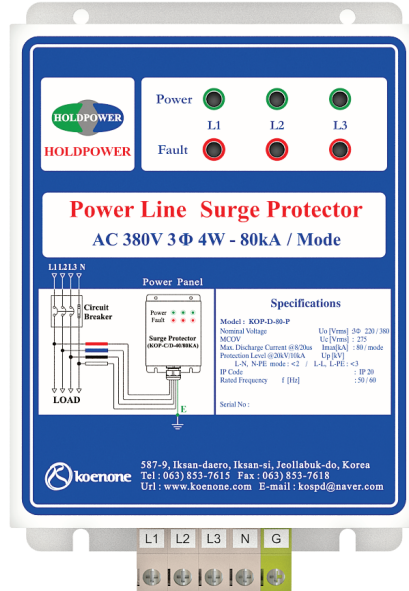 HOLDPOWER
HOLDPOWER
Power
L1 L2 L3
Fault
Power Line Surge Protector
AC 380V 3Φ 4W - 80kA / Mode
L1 L2 L3 N
Circuit
Breaker
LOAD
Power Panel
Power
Fault
Surge Protector
(KOP-C/D-40/80KA)
E
Specifications
Model : KOP-D-80-P
Nominal Voltage Uo [Vrms] :3Φ 220 / 380
MCOV Uc [Vrms] : 275
Max. Discharge Current @8/20us Imax[kA] : 80 / mode
Protection Level @20kV/10kA Up [kV]
L-N, N-PE mode : <2 / L-L, L-PE : <3
IP Code : IP 20
Rated Frequency f [Hz] : 50 / 60
Serial No :
koenone
587-9, Iksan-daero, Iksan-si, Jeollabuk-do, Korea
Tel : 063) 853-7615 Fax : 063) 853-7618
Url : www.koenone.com E-mail : kospd@naver.com
L1 L2 L3 N G